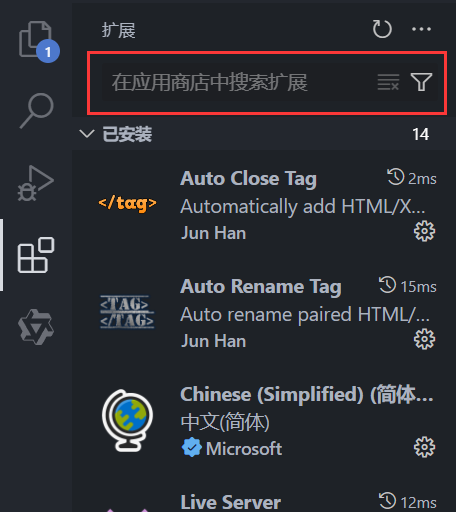 扩展
1
在应用商店中搜索扩展
已安装 14
</tag>
Auto Close Tag 2ms
Automatically add HTML/X...
Jun Han
<TAG>
</TAG>
Auto Rename Tag 15ms
Auto rename paired HTML/...
Jun Han
Chinese (Simplified) (简体...
中文(简体)
Microsoft
Live Server 12ms